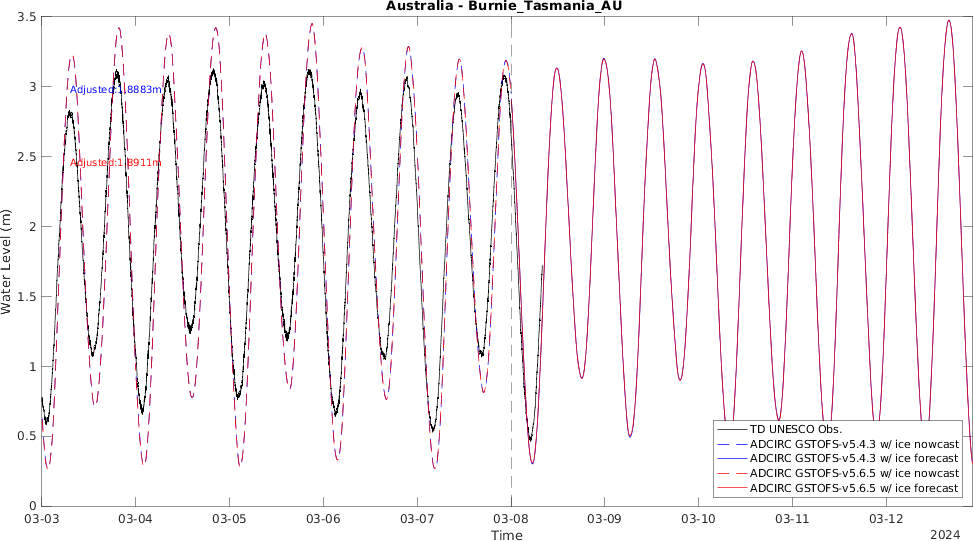 Australia - Burnie_Tasmania_AU
3.5
3
2.5
2
1.5
1
0.5
0
Water Level (m)
Adjusted:1.8883m
Adjusted:1.8911m
TD UNESCO Obs.
ADCIRC GSTOFS-v5.4.3 w/ ice nowcast
ADCIRC GSTOFS-v5.4.3 w/ ice forecast
ADCIRC GSTOFS-v5.6.5 w/ ice nowcast
ADCIRC GSTOFS-v5.6.5 w/ ice forecast
03-03 03-04 03-05 03-06 03-07 03-08 03-09 03-10 03-11 03-12
Time
2024